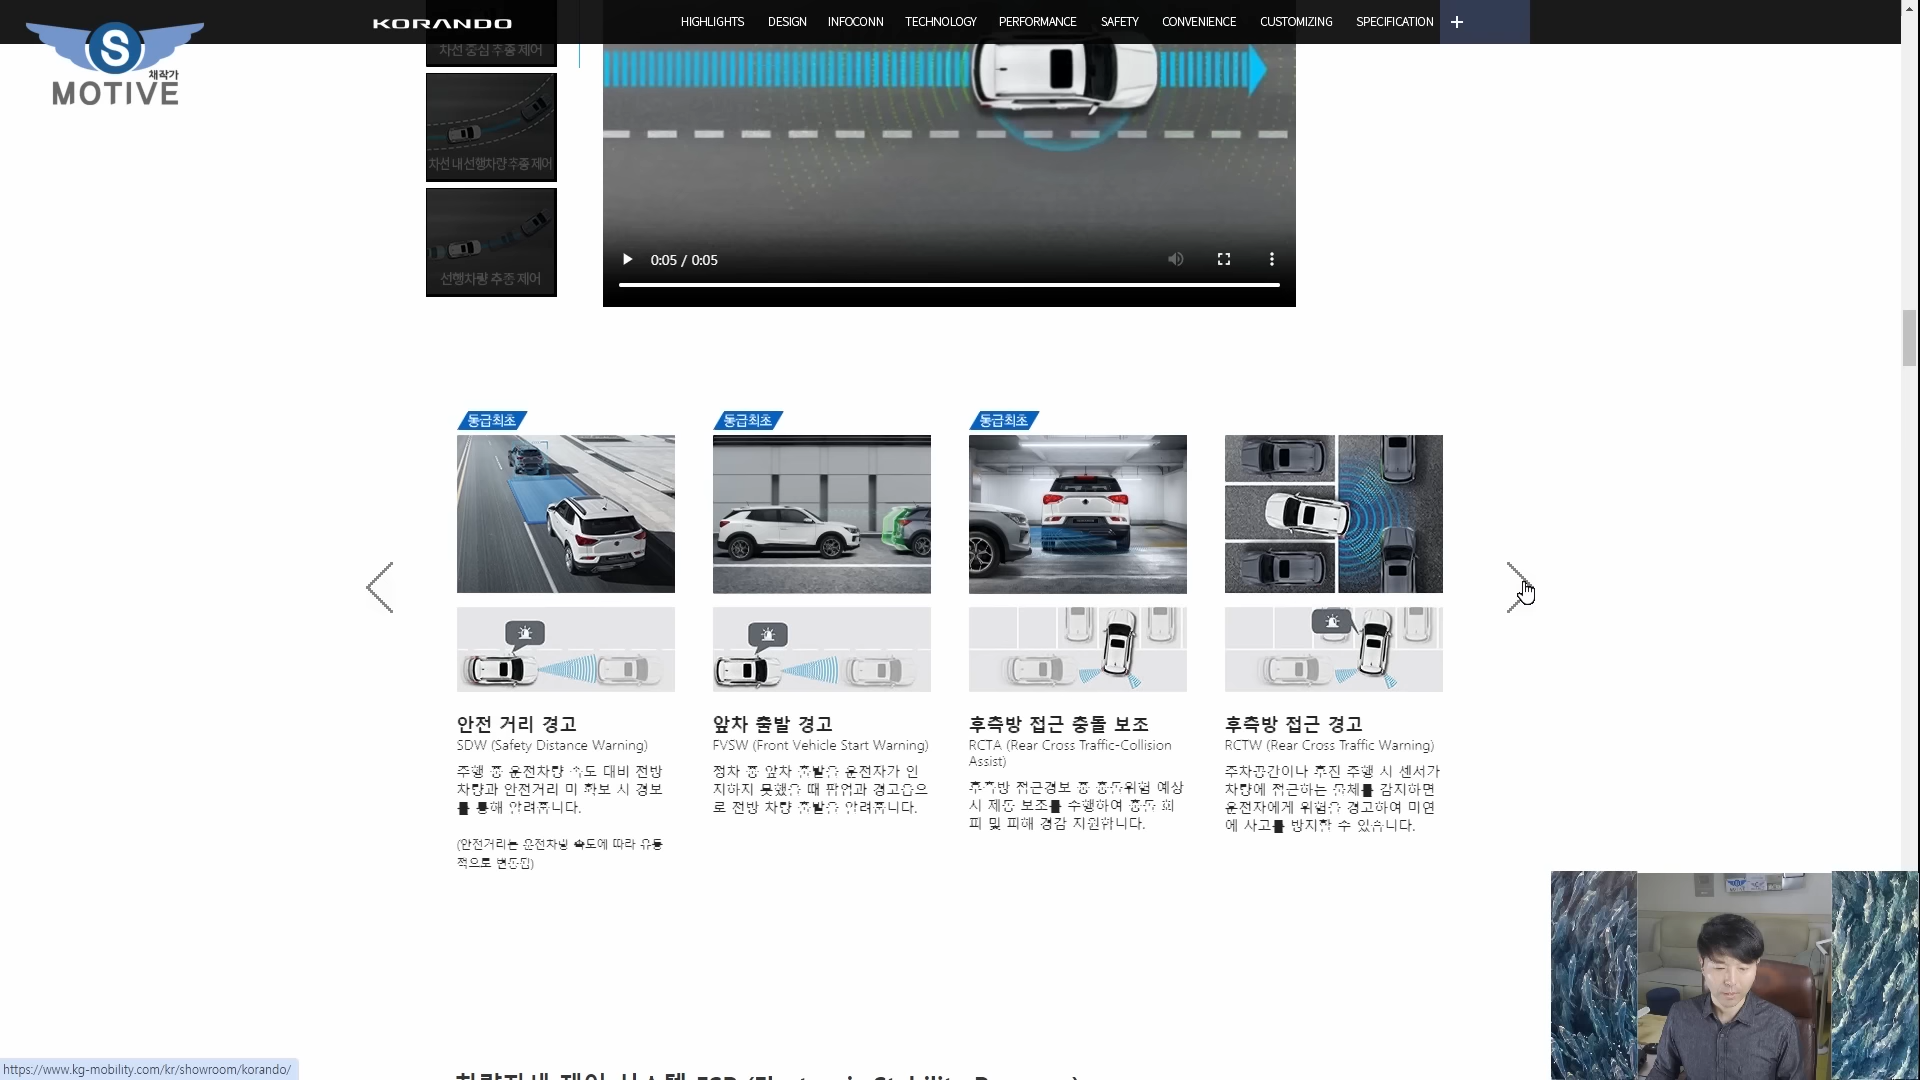 KORANDO
HIGHLIGHTS DESIGN INFOCONN TECHNOLOGY PERFORMANCE SAFETY CONVENIENCE CUSTOMIZING SPECIFICATION +
S
채작가
MOTIVE
차선 중심 추종 제어
차선 내 선행차량 추종 제어
선행차량 추종 제어
0:05 / 0:05
동급최초
동급최초
동급최초
안전 거리 경고
SDW (Safety Distance Warning)
주행 중 운전차량 속도 대비 전방
차량과 안전거리 미 확보 시 경보
를 통해 알려줍니다.
(안전거리는 운전차량 속도에 따라 유동
적으로 변동됨)
앞차 출발 경고
FVSW (Front Vehicle Start Warning)
정차 중 앞차 출발을 운전자가 인
지하지 못했을 때 팝업과 경고음으
로 전방 차량 출발을 알려줍니다.
후측방 접근 충돌 보조
RCTA (Rear Cross Traffic-Collision
Assist)
후측방 접근경보 중 충돌위험 예상
시 제동 보조를 수행하여 충돌 회
피 및 피해 경감 지원합니다.
후측방 접근 경고
RCTW (Rear Cross Traffic Warning)
주차공간이나 후진 주행 시 센서가
차량에 접근하는 물체를 감지하면
운전자에게 위험을 경고하여 미연
에 사고를 방지할 수 있습니다.
https://www.kg-mobility.com/kr/showroom/korando/